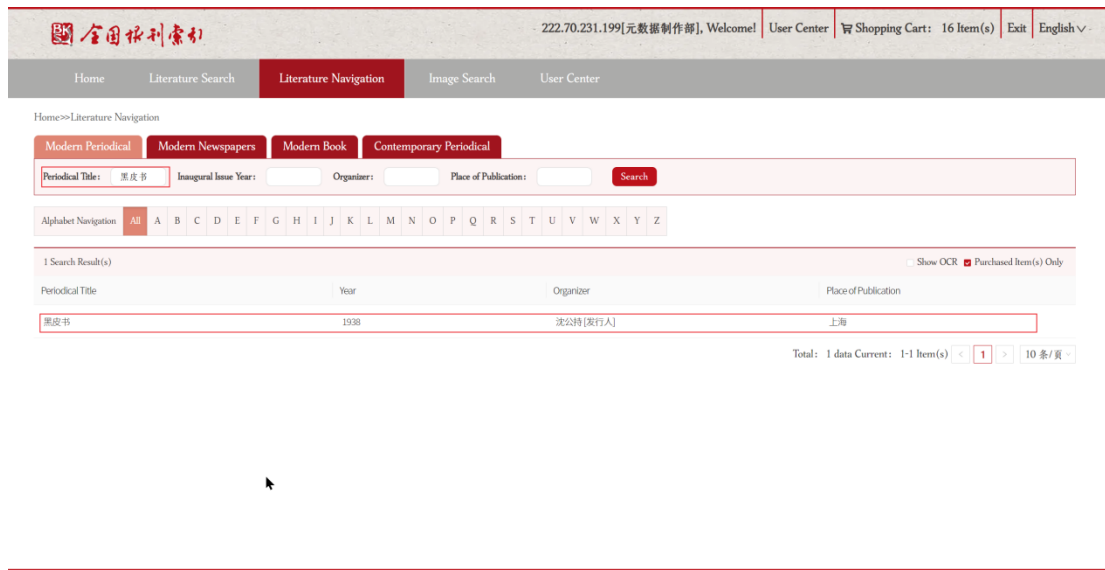 全国报刊索引
222.70.231.199[元数据制作部], Welcome! User Center Shopping Cart: 16 Item(s) Exit English
Home Literature Search Literature Navigation Image Search User Center
Home>>Literature Navigation
Modern Periodical Modern Newspapers Modern Book Contemporary Periodical
Periodical Title: 黑皮书 Inaugural Issue Year: Organizer: Place of Publication: Search
Alphabet Navigation All A B C D E F G H I J K L M N O P Q R S T U V W X Y Z
1 Search Result(s) Show OCR Purchased Item(s) Only
Periodical Title Year Organizer Place of Publication
黑皮书 1938 沈公持[发行人] 上海
Total: 1 data Current: 1-1 Item(s) < 1 > 10 条/頁